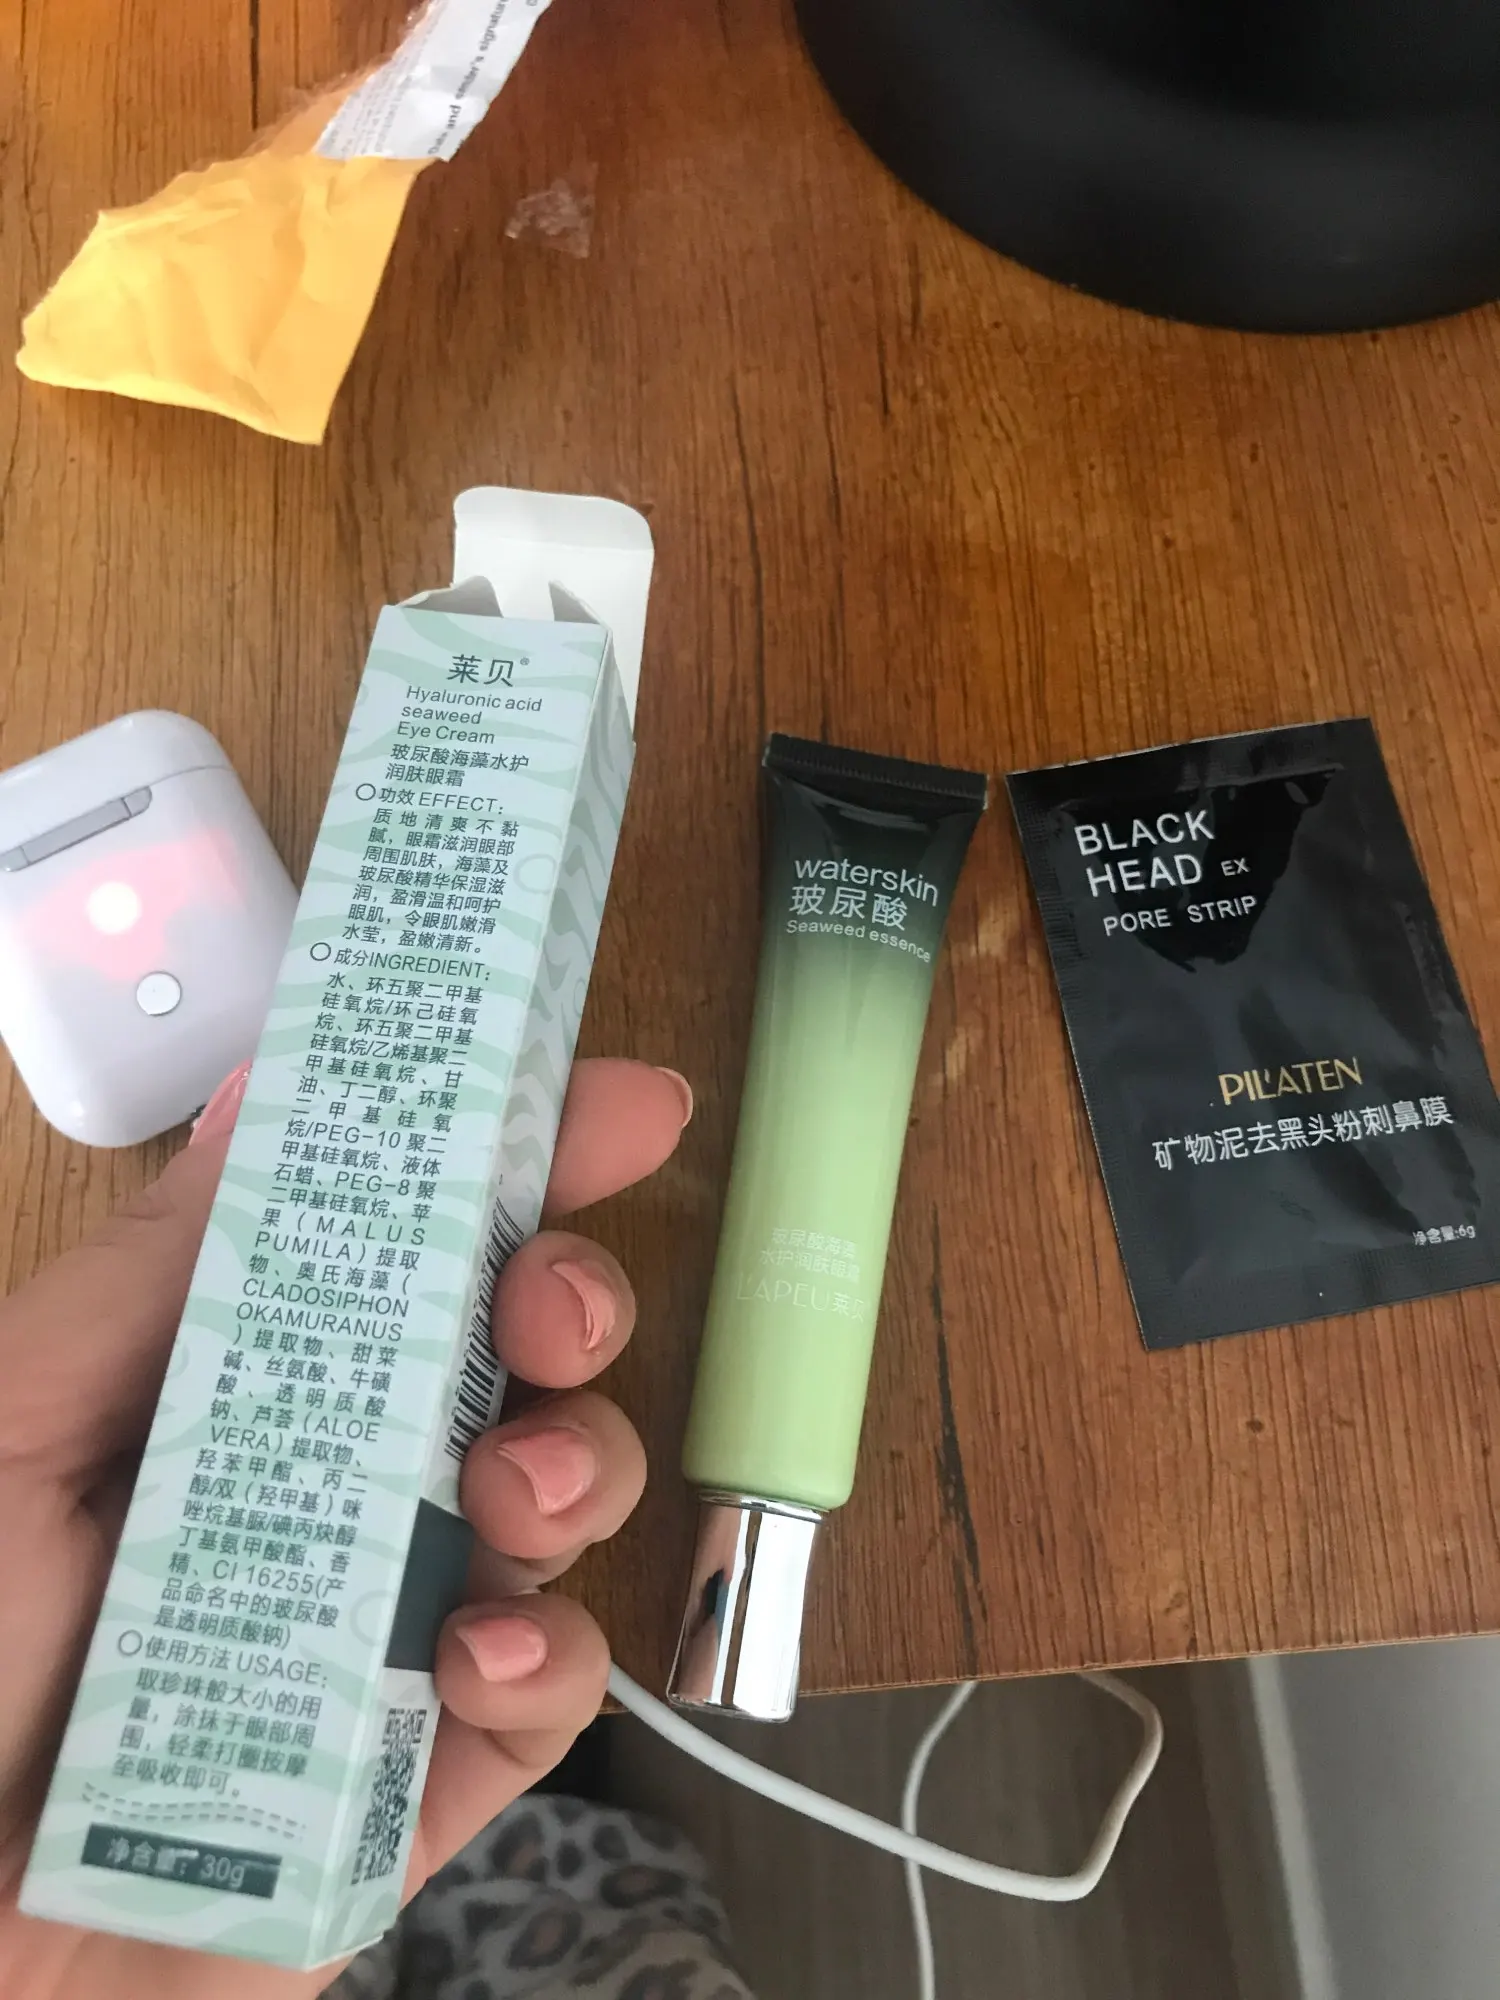 Date and sender's signature
莱贝®
Hyaluronic acid
seaweed
Eye Cream
玻尿酸海藻水护
润肤眼霜
功效 EFFECT:
质地清爽不黏
腻，眼霜滋润眼部
周围肌肤，海藻及
玻尿酸精华保湿滋
润，盈滑温和呵护
眼肌，令眼肌嫩滑
水莹，盈嫩清新。
成分INGREDIENT:
水、环五聚二甲基
硅氧烷/环己硅氧
烷、环五聚二甲基
硅氧烷/乙烯基聚二
甲基硅氧烷、甘
油、丁二醇、环聚
二甲基硅氧
烷/PEG-10 聚二
甲基硅氧烷、液体
石蜡、PEG-8 聚
二甲基硅氧烷、苹
果（MALUS
PUMILA）提取
物、奥氏海藻（
CLADOSIPHON
OKAMURANUS
）提取物、甜菜
碱、丝氨酸、牛磺
酸、透明质酸
钠、芦荟（ALOE
VERA）提取物、
羟苯甲酯、丙二
醇/双（羟甲基）咪
唑烷基脲/碘丙炔醇
丁基氨甲酸酯、香
精、CI 16255(产
品命名中的玻尿酸
是透明质酸钠)
使用方法 USAGE:
取珍珠般大小的用
量，涂抹于眼部周
围，轻柔打圈按摩
至吸收即可。
净含量：30g
waterskin
玻尿酸
Seaweed essence
玻尿酸海藻
水护润肤眼霜
L'APEU莱贝
BLACK
HEAD EX
PORE STRIP
PIL'ATEN
矿物泥去黑头粉刺鼻膜
净含量:6g